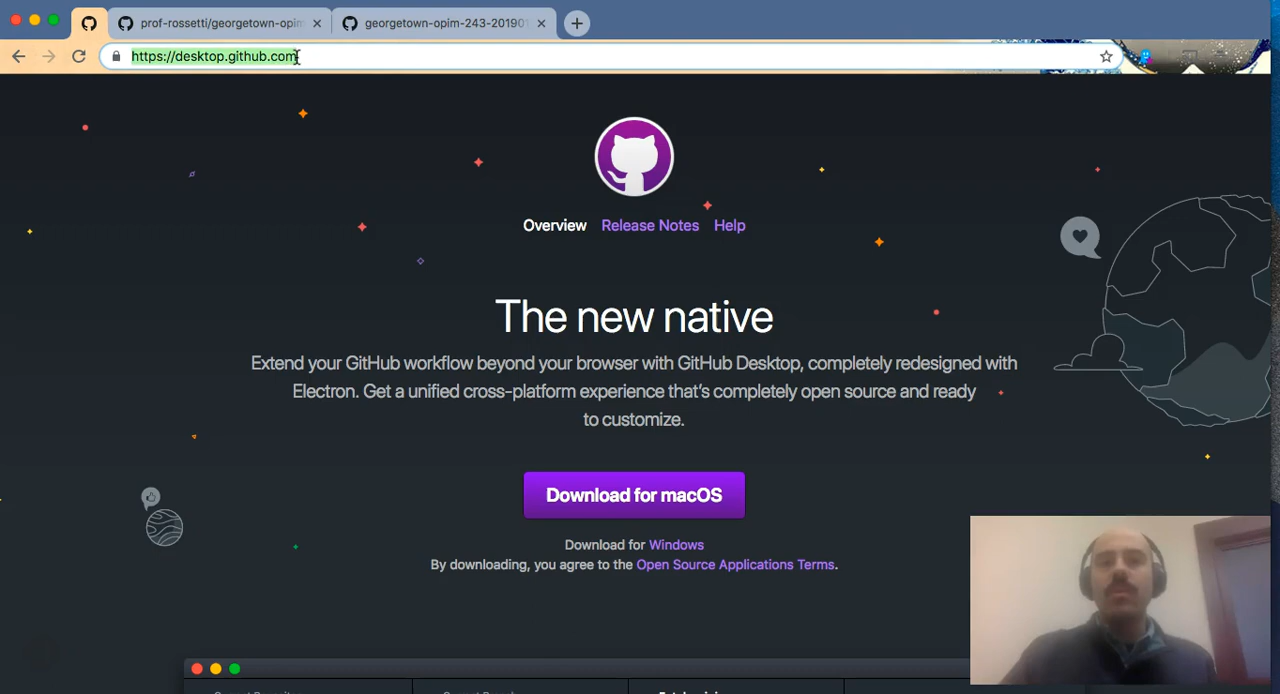 prof-rossetti/georgetown-opim
georgetown-opim-243-20190
https://desktop.github.com
Overview Release Notes Help
The new native
Extend your GitHub workflow beyond your browser with GitHub Desktop, completely redesigned with
Electron. Get a unified cross-platform experience that's completely open source and ready
to customize.
Download for macOS
Download for Windows
By downloading, you agree to the Open Source Applications Terms.